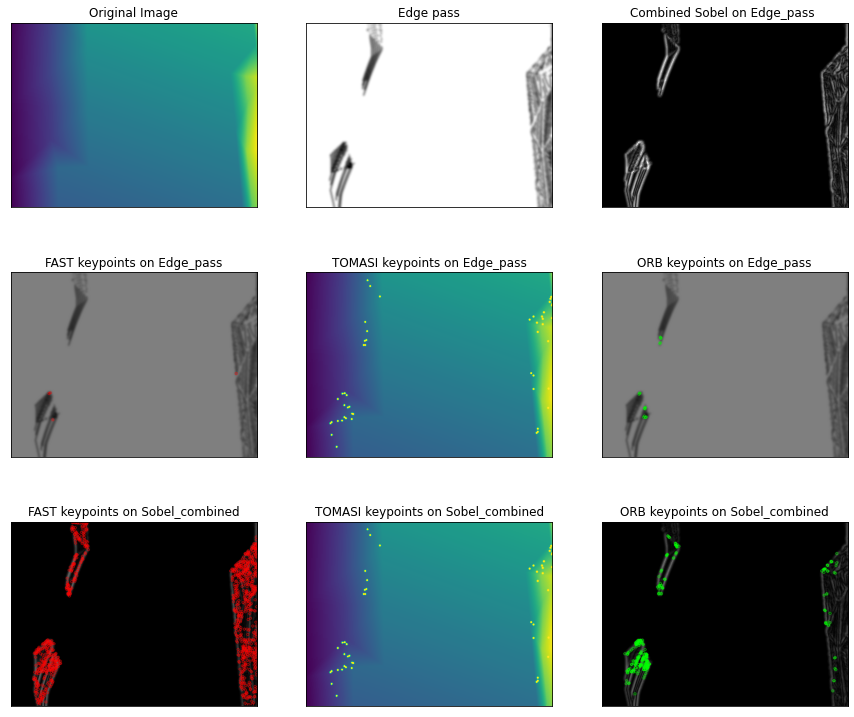 Original Image
Edge pass
Combined Sobel on Edge_pass
FAST keypoints on Edge_pass
TOMASI keypoints on Edge_pass
ORB keypoints on Edge_pass
FAST keypoints on Sobel_combined
TOMASI keypoints on Sobel_combined
ORB keypoints on Sobel_combined